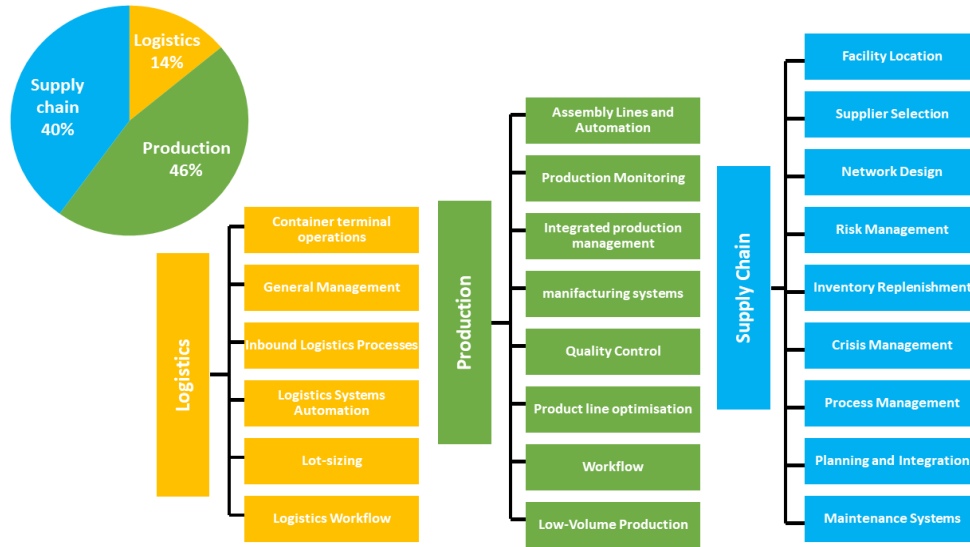 Logistics
14%
Supply
chain
40%
Production
46%
Logistics
Container terminal
operations
General Management
Inbound Logistics Processes
Logistics Systems
Automation
Lot-sizing
Logistics Workflow
Production
Assembly Lines and
Automation
Production Monitoring
Integrated production
management
manifacturing systems
Quality Control
Product line optimisation
Workflow
Low-Volume Production
Supply Chain
Facility Location
Supplier Selection
Network Design
Risk Management
Inventory Replenishment
Crisis Management
Process Management
Planning and Integration
Maintenance Systems